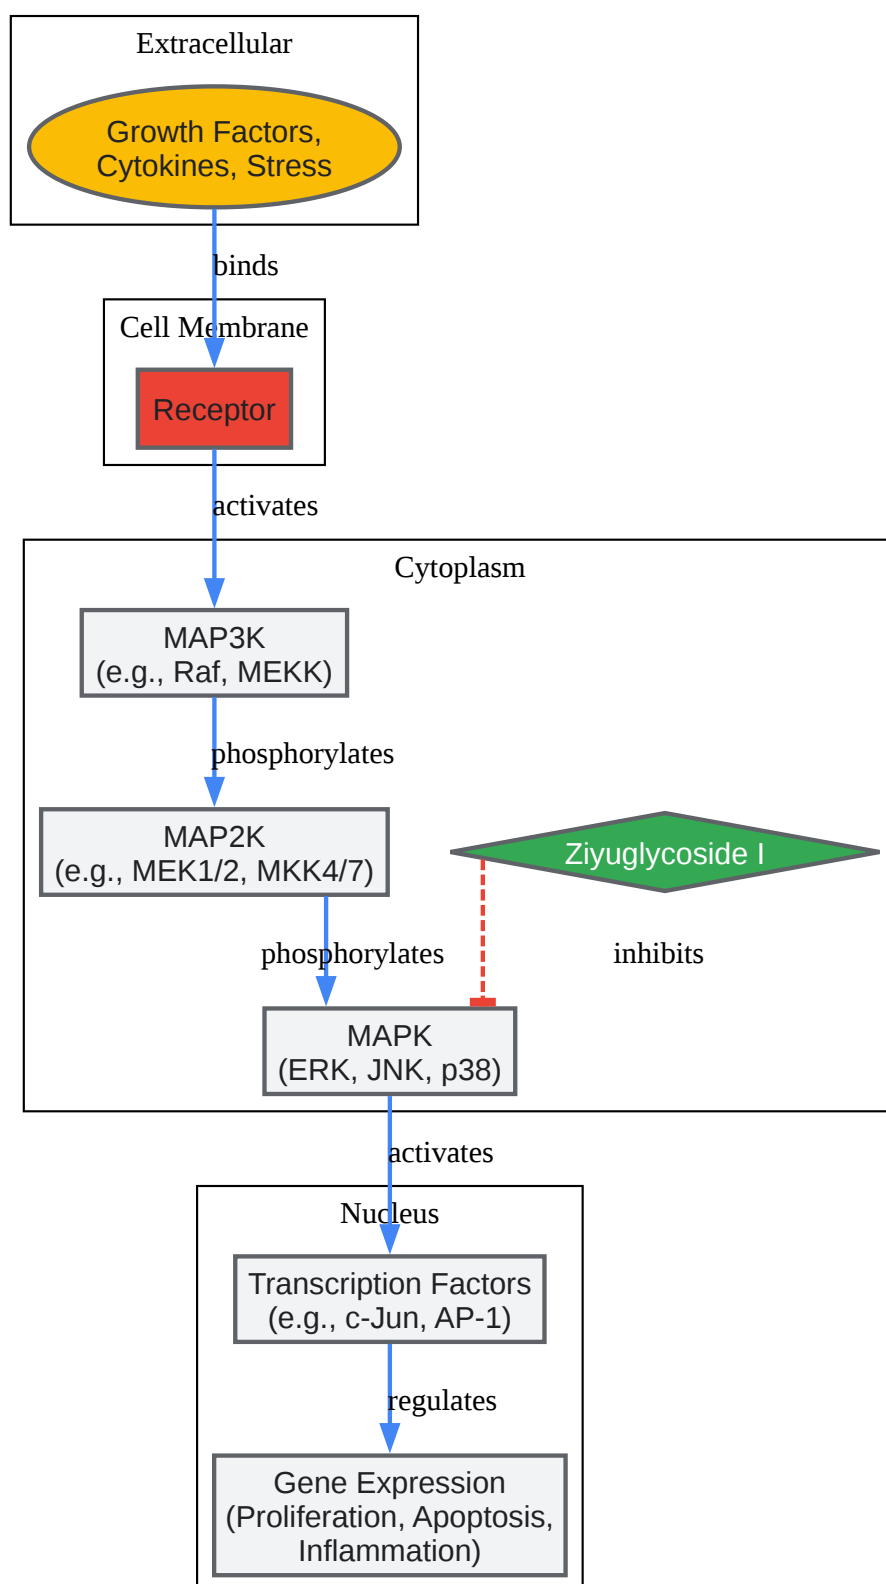 Extracellular
Growth Factors,
Cytokines, Stress
binds
Cell Membrane
Receptor
activates
Cytoplasm
MAP3K
(e.g., Raf, MEKK)
phosphorylates
MAP2K
(e.g., MEK1/2, MKK4/7)
Ziyuglycoside I
phosphorylates
inhibits
MAPK
(ERK, JNK, p38)
activates
Nucleus
Transcription Factors
(e.g., c-Jun, AP-1)
regulates
Gene Expression
(Proliferation, Apoptosis,
Inflammation)